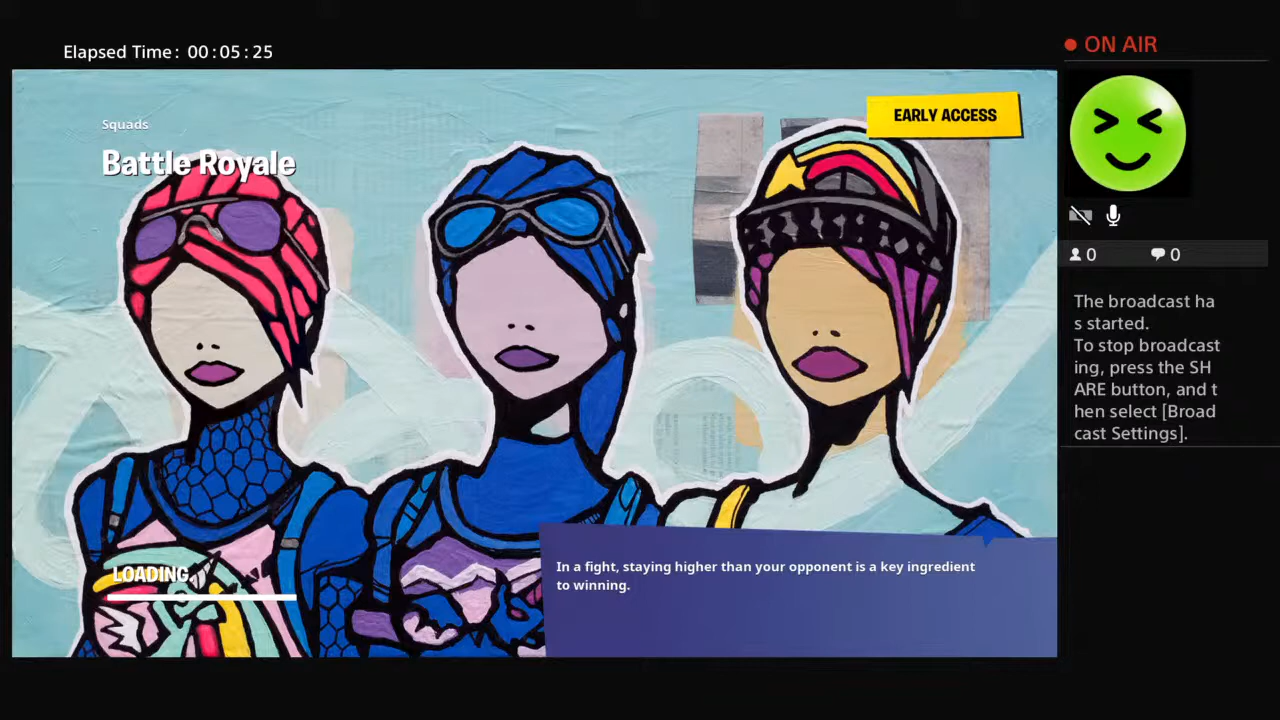 Elapsed Time: 00:05:25
ON AIR
Squads
Battle Royale
EARLY ACCESS
0
0
The broadcast ha
s started.
To stop broadcast
ing, press the SH
ARE button, and t
hen select [Broad
cast Settings].
LOADING
In a fight, staying higher than your opponent is a key ingredient
to winning.